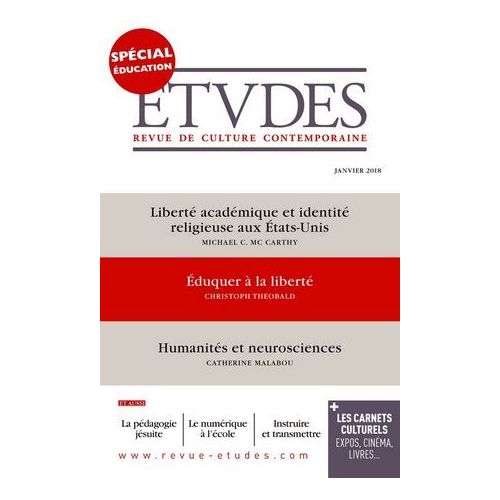 SPÉCIAL
ÉDUCATION
ETVDES
REVUE DE CULTURE CONTEMPORAINE
JANVIER 2018
Liberté académique et identité
religieuse aux États-Unis
MICHAEL C. MC CARTHY
Éduquer à la liberté
CHRISTOPH THEOBALD
Humanités et neurosciences
CATHERINE MALABOU
ET AUSSI
La pédagogie
jésuite
Le numérique
à l'école
Instruire
et transmettre
www.revue-etudes.com
+
LES CARNETS
CULTURELS
EXPOS, CINÉMA,
LIVRES...